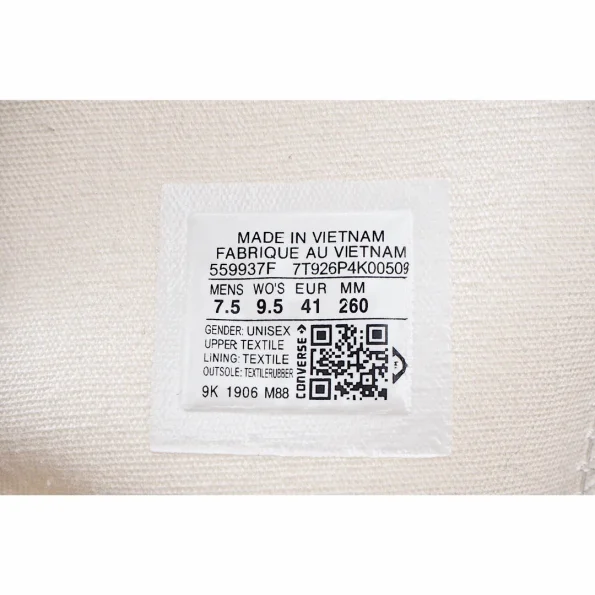 MADE IN VIETNAM
FABRIQUE AU VIETNAM
559937F 7T926P4K00509
MENS WO'S EUR MM
7.5 9.5 41 260
GENDER: UNISEX
UPPER: TEXTILE
LINING: TEXTILE
OUTSOLE: TEXTILERUBBER
9K 1906 M88
CONVERSE